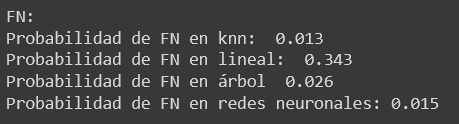 FN:
Probabilidad de FN en knn:  0.013
Probabilidad de FN en lineal:  0.343
Probabilidad de FN en árbol  0.026
Probabilidad de FN en redes neuronales: 0.015